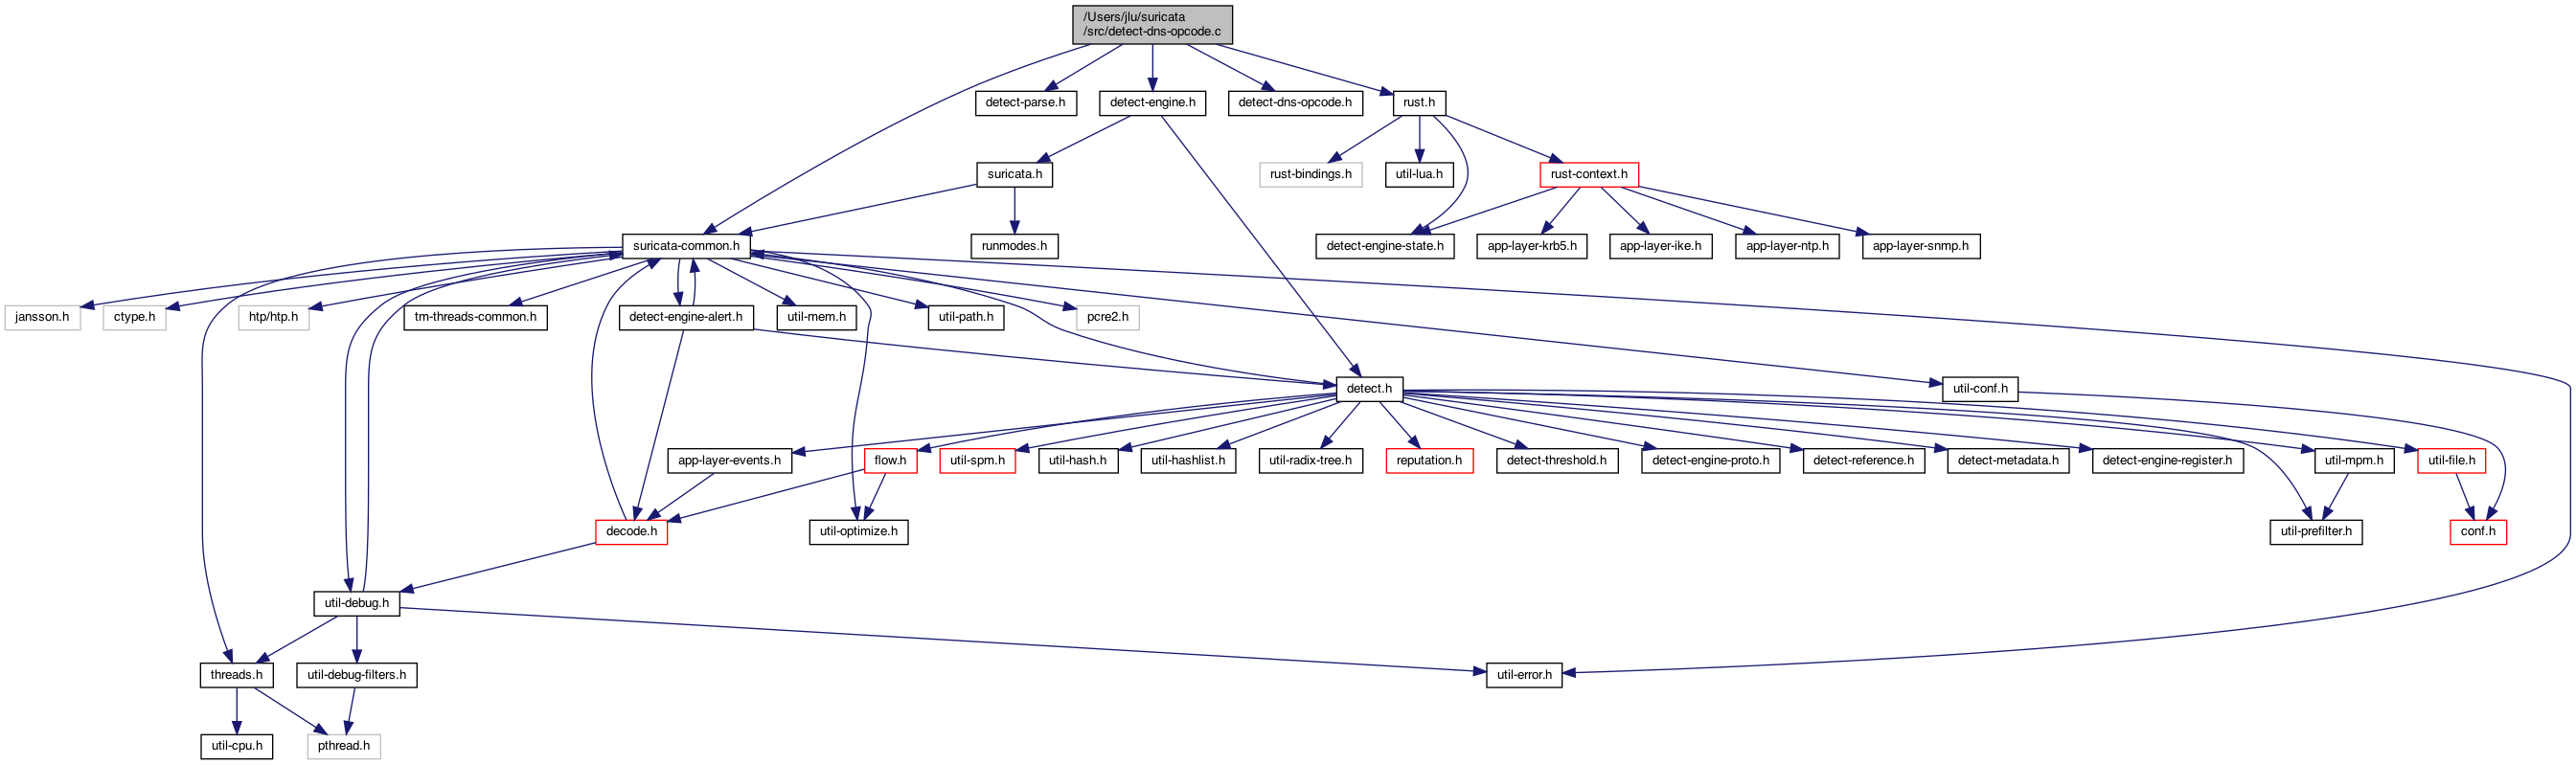 /Users/jlu/suricata
/src/detect-dns-opcode.c
detect-parse.h
detect-engine.h
detect-dns-opcode.h
rust.h
suricata.h
rust-bindings.h
util-lua.h
rust-context.h
suricata-common.h
runmodes.h
detect-engine-state.h
app-layer-krb5.h
app-layer-ike.h
app-layer-ntp.h
app-layer-snmp.h
jansson.h
ctype.h
htp/htp.h
tm-threads-common.h
detect-engine-alert.h
util-mem.h
util-path.h
pcre2.h
detect.h
util-conf.h
app-layer-events.h
flow.h
util-spm.h
util-hash.h
util-hashlist.h
util-radix-tree.h
reputation.h
detect-threshold.h
detect-engine-proto.h
detect-reference.h
detect-metadata.h
detect-engine-register.h
util-mpm.h
util-file.h
decode.h
util-optimize.h
util-prefilter.h
conf.h
util-debug.h
threads.h
util-debug-filters.h
util-error.h
util-cpu.h
pthread.h